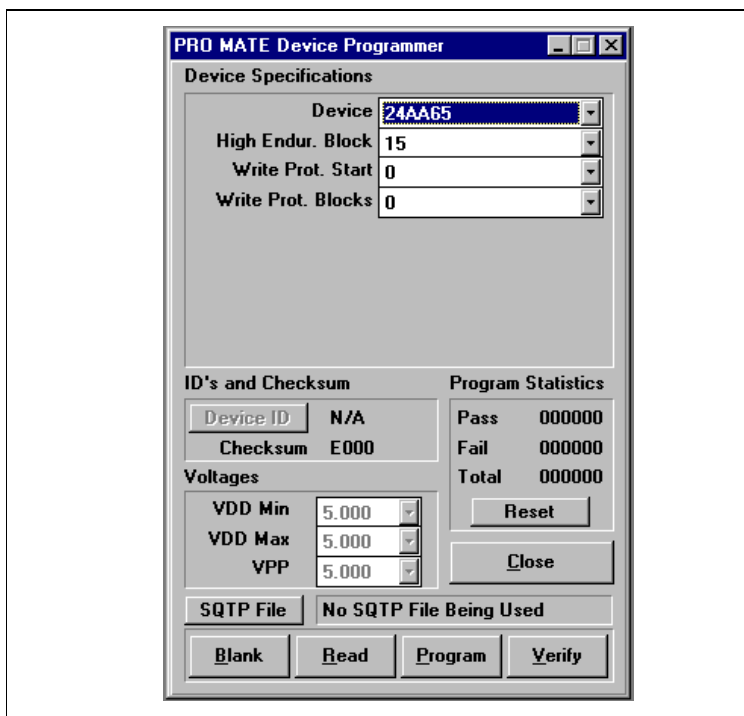 PRO MATE Device Programmer
Device Specifications
Device 24AA65
High Endur. Block 15
Write Prot. Start 0
Write Prot. Blocks 0
ID's and Checksum
Device ID N/A
Checksum E000
Program Statistics
Pass 000000
Fail 000000
Total 000000
Reset
Voltages
VDD Min 5.000
VDD Max 5.000
VPP 5.000
Close
SQTP File No SQTP File Being Used
Blank Read Program Verify